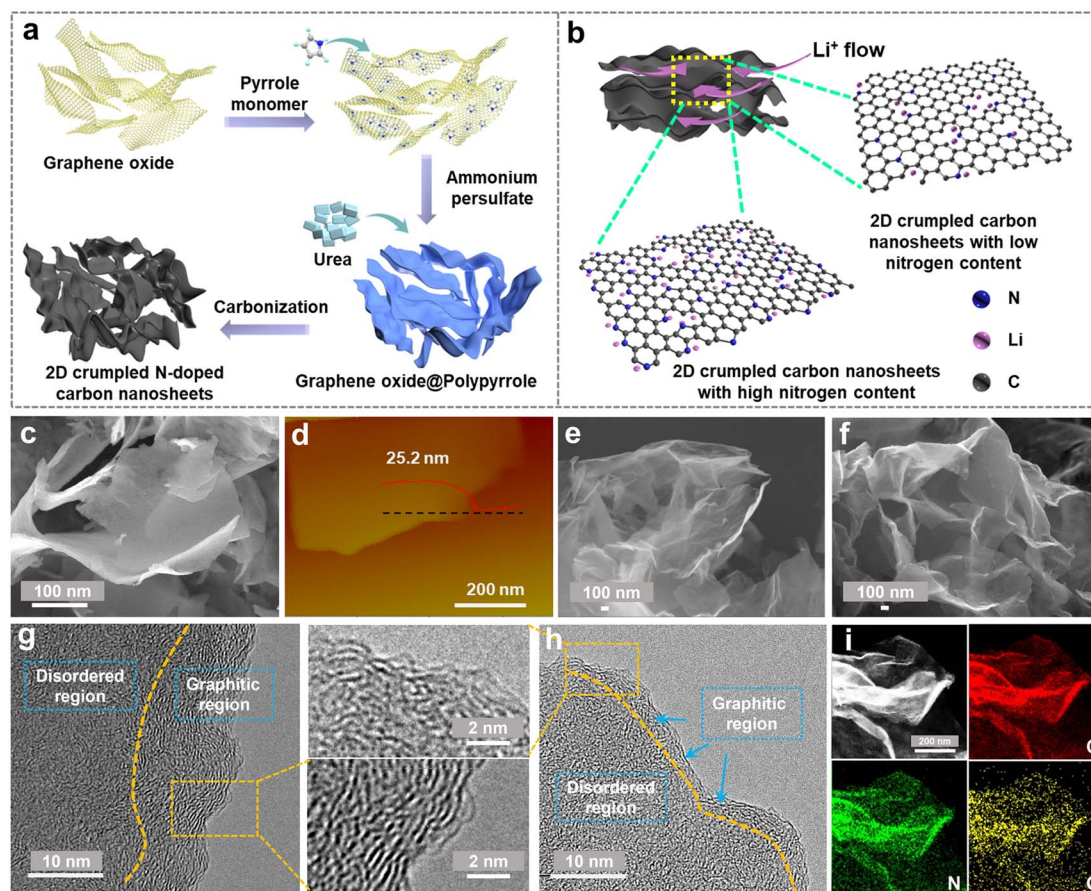 a
Graphene oxide
Pyrrole
monomer
Ammonium
persulfate
Urea
Carbonization
2D crumpled N-doped
carbon nanosheets
Graphene oxide@Polypyrrole
b
Li⁺ flow
2D crumpled carbon
nanosheets with low
nitrogen content
N
Li
C
2D crumpled carbon nanosheets
with high nitrogen content
c
100 nm
d
25.2 nm
200 nm
e
100 nm
f
100 nm
g
Disordered
region
Graphitic
region
10 nm
2 nm
2 nm
h
Graphitic
region
Disordered
region
10 nm
i
200 nm
N